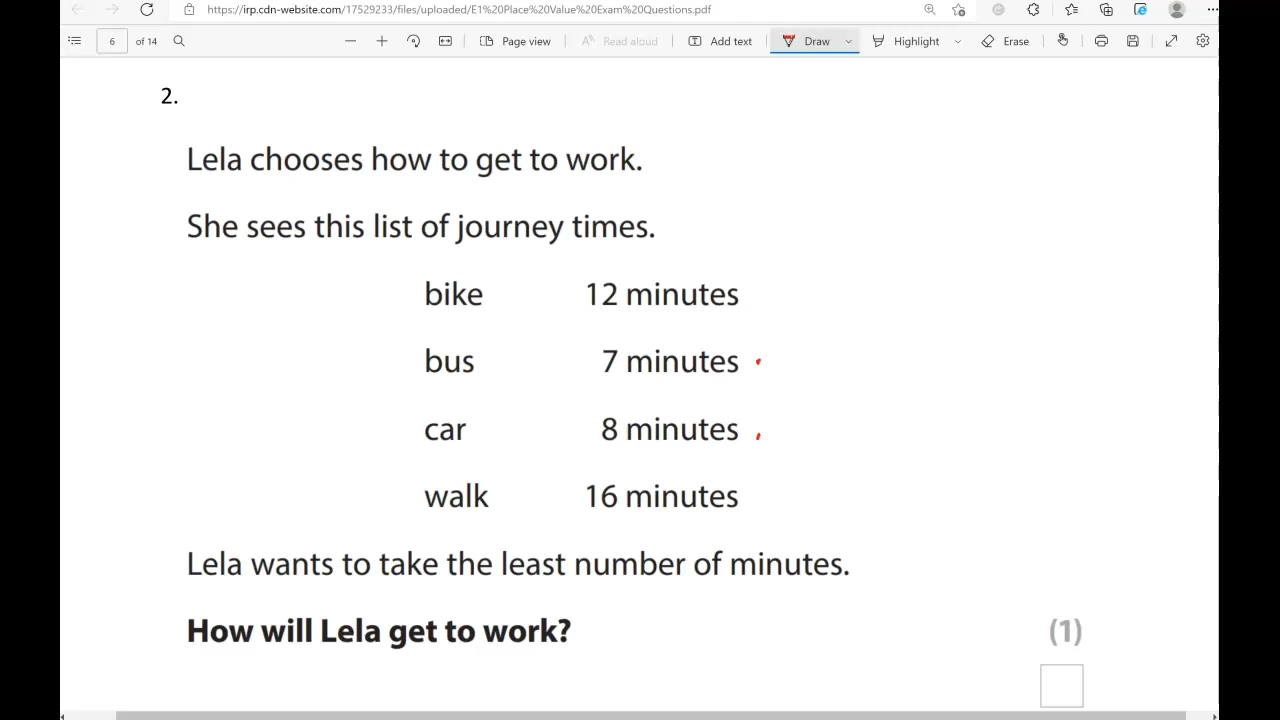 https://irp.cdn-website.com/17529233/files/uploaded/E1%20Place%20Value%20Exam%20Questions.pdf
6 of 14 Page view Read aloud Add text Draw Highlight Erase
2.
Lela chooses how to get to work.
She sees this list of journey times.
bike 12 minutes
bus 7 minutes
car 8 minutes
walk 16 minutes
Lela wants to take the least number of minutes.
How will Lela get to work? (1)